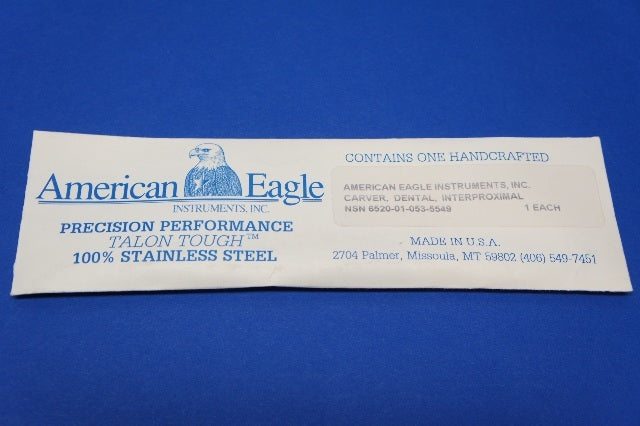 American Eagle
INSTRUMENTS, INC.
PRECISION PERFORMANCE
TALON TOUGH™
100% STAINLESS STEEL
CONTAINS ONE HANDCRAFTED
AMERICAN EAGLE INSTRUMENTS, INC.
CARVER, DENTAL, INTERPROXIMAL
NSN 6520-01-053-5549 1 EACH
MADE IN U.S.A.
2704 Palmer, Missoula, MT 59802 (406) 549-7451